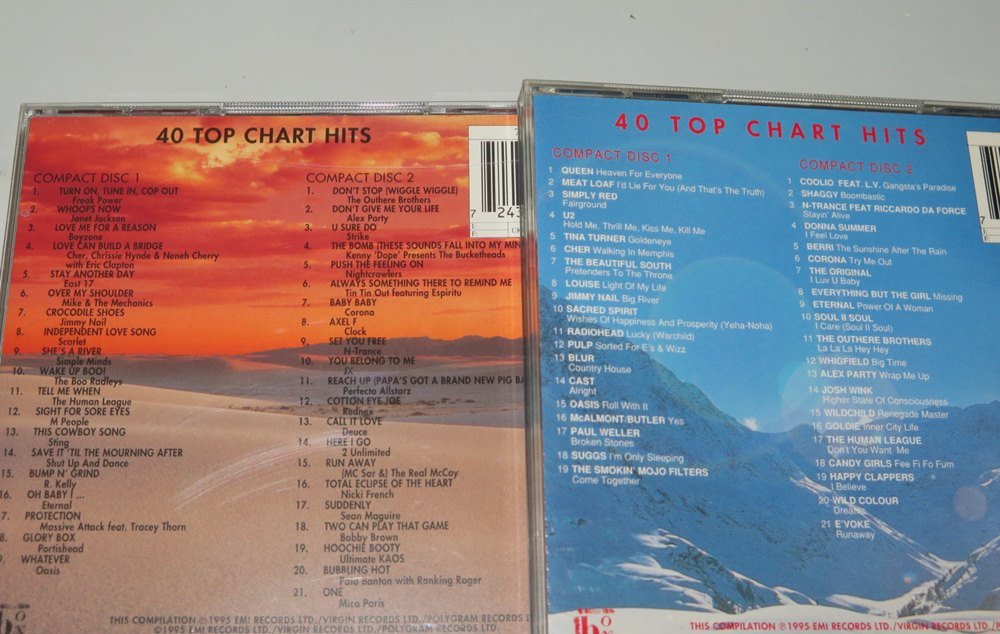 40 TOP CHART HITS
COMPACT DISC 1
1. TURN ON, TUNE IN, COP OUT
Freak Power
2. WHOOPS NOW
Janet Jackson
3. LOVE ME FOR A REASON
Boyzone
4. LOVE CAN BUILD A BRIDGE
Cher, Chrissie Hynde & Neneh Cherry
with Eric Clapton
5. STAY ANOTHER DAY
East 17
6. OVER MY SHOULDER
Mike & The Mechanics
7. CROCODILE SHOES
Jimmy Nail
8. INDEPENDENT LOVE SONG
Scarlet
9. SHE'S A RIVER
Simple Minds
10. WAKE UP BOO!
The Boo Radleys
11. TELL ME WHEN
The Human League
12. SIGHT FOR SORE EYES
M People
13. THIS COWBOY SONG
Sting
14. SAVE IT 'TIL THE MOURNING AFTER
Shut Up And Dance
15. BUMP N' GRIND
R. Kelly
16. OH BABY I ...
Eternal
7. PROTECTION
Massive Attack feat. Tracey Thorn
8. GLORY BOX
Portishead
9. WHATEVER
Oasis
COMPACT DISC 2
1. DON'T STOP (WIGGLE WIGGLE)
The Outhere Brothers
2. DON'T GIVE ME YOUR LIFE
Alex Party
3. U SURE DO
Strike
4. THE BOMB (THESE SOUNDS FALL INTO MY MIN
Kenny 'Dope' Presents The Bucketheads
5. PUSH THE FEELING ON
Nightcrawlers
6. ALWAYS SOMETHING THERE TO REMIND ME
Tin Tin Out featuring Espiritu
7. BABY BABY
Corona
8. AXEL F
Clock
9. SET YOU FREE
N-Trance
10. YOU BELONG TO ME
JX
11. REACH UP (PAPA'S GOT A BRAND NEW PIG BA
Perfecto Allstarz
12. COTTON EYE JOE
Rednex
13. CALL IT LOVE
Deuce
14. HERE I GO
2 Unlimited
15. RUN AWAY
(MC Sar &) The Real McCoy
16. TOTAL ECLIPSE OF THE HEART
Nicki French
17. SUDDENLY
Sean Maguire
18. TWO CAN PLAY THAT GAME
Bobby Brown
19. HOOCHIE BOOTY
Ultimate KAOS
20. BUBBLING HOT
Pato Banton with Ranking Roger
21. ONE
Mica Paris
7 243
THIS COMPILATION ℗ 1995 EMI RECORDS LTD./VIRGIN RECORDS LTD./POLYGRAM RECORDS L
©1995 EMI RECORDS LTD./VIRGIN RECORDS LTD./POLYGRAM RECORDS LTD.
40 TOP CHART HITS
COMPACT DISC 1
1 QUEEN Heaven For Everyone
2 MEAT LOAF I'd Lie For You (And That's The Truth)
3 SIMPLY RED
Fairground
4 U2
Hold Me, Thrill Me, Kiss Me, Kill Me
5 TINA TURNER Goldeneye
6 CHER Walking In Memphis
7 THE BEAUTIFUL SOUTH
Pretenders To The Throne
8 LOUISE Light Of My Life
9 JIMMY NAIL Big River
10 SACRED SPIRIT
Wishes Of Happiness And Prosperity (Yeha-Noha)
11 RADIOHEAD Lucky (Warchild)
12 PULP Sorted For E's & Wizz
13 BLUR
Country House
14 CAST
Alright
15 OASIS Roll With It
16 McALMONT/BUTLER Yes
17 PAUL WELLER
Broken Stones
18 SUGGS I'm Only Sleeping
19 THE SMOKIN' MOJO FILTERS
Come Together
COMPACT DISC 2
1 COOLIO FEAT. L.V. Gangsta's Paradise
2 SHAGGY Boombastic
3 N-TRANCE FEAT RICCARDO DA FORCE
Stayin' Alive
4 DONNA SUMMER
I Feel Love
5 BERRI The Sunshine After The Rain
6 CORONA Try Me Out
7 THE ORIGINAL
I Luv U Baby
8 EVERYTHING BUT THE GIRL Missing
9 ETERNAL Power Of A Woman
10 SOUL II SOUL
I Care (Soul II Soul)
11 THE OUTHERE BROTHERS
La La La Hey Hey
12 WHIGFIELD Big Time
13 ALEX PARTY Wrap Me Up
14 JOSH WINK
Higher State Of Consciousness
15 WILDCHILD Renegade Master
16 GOLDIE Inner City Life
17 THE HUMAN LEAGUE
Don't You Want Me
18 CANDY GIRLS Fee Fi Fo Fum
19 HAPPY CLAPPERS
I Believe
20 WILD COLOUR
Dreams
21 E'VOKE
Runaway
7
THIS COMPILATION ℗ 1995 EMI RECORDS LTD./VIRGIN RECORDS LTD.